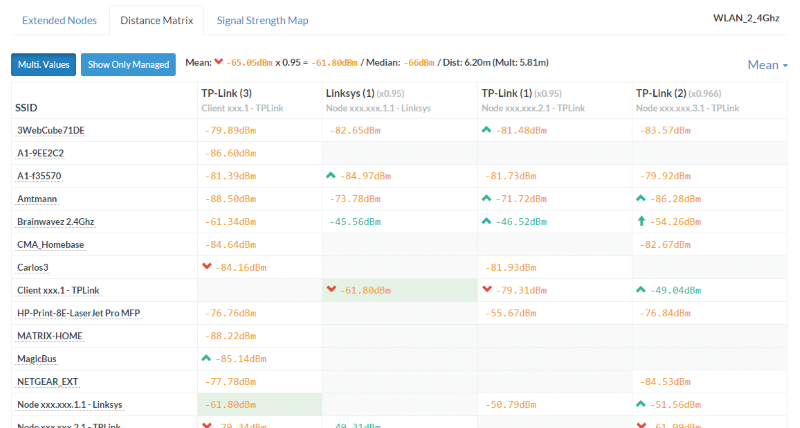 Extended Nodes Distance Matrix Signal Strength Map WLAN_2_4Ghz
Multi. Values Show Only Managed Mean: -65.05dBm x 0.95 = -61.80dBm / Median: -66dBm / Dist: 6.20m (Mult: 5.81m) Mean
SSID TP-Link (3) Linksys (1) (x0.95) TP-Link (1) (x0.95) TP-Link (2) (x0.966)
Client xxx.1 - TPLink Node xxx.xxx.1.1 - Linksys Node xxx.xxx.2.1 - TPLink Node xxx.xxx.3.1 - TPLink
3WebCube71DE -79.89dBm -82.65dBm -81.48dBm -83.57dBm
A1-9EE2C2 -86.60dBm
A1-f35570 -81.39dBm -84.97dBm -81.73dBm -79.92dBm
Amtmann -88.50dBm -73.78dBm -71.72dBm -86.28dBm
Brainwavez 2.4Ghz -61.34dBm -45.56dBm -46.52dBm -54.26dBm
CMA_Homebase -84.64dBm -82.67dBm
Carlos3 -84.16dBm -81.93dBm
Client xxx.1 - TPLink -61.80dBm -79.31dBm -49.04dBm
HP-Print-8E-LaserJet Pro MFP -76.76dBm -55.67dBm -76.84dBm
MATRIX-HOME -88.22dBm
MagicBus -85.14dBm
NETGEAR_EXT -77.78dBm -84.53dBm
Node xxx.xxx.1.1 - Linksys -61.80dBm -50.79dBm -51.56dBm
Node xxx.xxx.2.1 - TPLink -79.34dBm -49.31dBm -61.09dBm